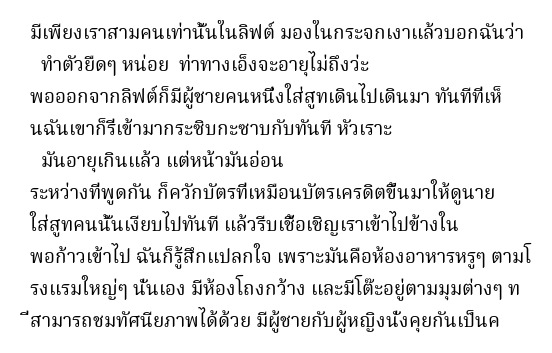 มีเพียงเราสามคนเท่านั้นในลิฟต์ มองในกระจกเงาแล้วบอกฉันว่า
ทำตัวยืดๆ หน่อย ท่าทางเอ็งจะอายุไม่ถึงว่ะ
พอออกจากลิฟต์ก็มีผู้ชายคนหนึ่งใส่สูทเดินไปเดินมา ทันทีที่เห็
นฉันเขาก็รี่เข้ามากระซิบกะซาบกับทันที หัวเราะ
มันอายุเกินแล้ว แต่หน้ามันอ่อน
ระหว่างที่พูดกัน ก็ควักบัตรที่เหมือนบัตรเครดิตขึ้นมาให้ดูนาย
ใส่สูทคนนั้นเงียบไปทันที แล้วรีบเชื้อเชิญเราเข้าไปข้างใน
พอก้าวเข้าไป ฉันก็รู้สึกแปลกใจ เพราะมันคือห้องอาหารหรูๆ ตามโ
รงแรมใหญ่ๆ นั่นเอง มีห้องโถงกว้าง และมีโต๊ะอยู่ตามมุมต่างๆ ท
ี่สามารถชมทัศนียภาพได้ด้วย มีผู้ชายกับผู้หญิงนั่งคุยกันเป็นค